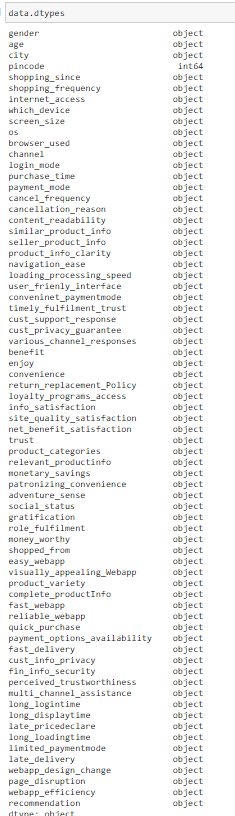 data.dtypes
gender object
age object
city object
pincode int64
shopping_since object
shopping_frequency object
internet_access object
which_device object
screen_size object
os object
browser_used object
channel object
login_mode object
purchase_time object
payment_mode object
cancel_frequency object
cancellation_reason object
content_readability object
similar_product_info object
seller_product_info object
product_info_clarity object
navigation_ease object
loading_processing_speed object
user_frienly_interface object
conveninet_paymentmode object
timely_fulfilment_trust object
cust_support_response object
cust_privacy_guarantee object
various_channel_responses object
benefit object
enjoy object
convenience object
return_replacement_Policy object
loyalty_programs_access object
info_satisfaction object
site_quality_satisfaction object
net_benefit_satisfaction object
trust object
product_categories object
relevant_productinfo object
monetary_savings object
patronizing_convenience object
adventure_sense object
social_status object
gratification object
role_fulfilment object
money_worthy object
shopped_from object
easy_webapp object
visually_appealing_Webapp object
product_variety object
complete_productInfo object
fast_webapp object
reliable_webapp object
quick_purchase object
payment_options_availability object
fast_delivery object
cust_info_privacy object
fin_info_security object
perceived_trustworthiness object
multi_channel_assistance object
long_logintime object
long_displaytime object
late_pricedeclare object
long_loadingtime object
limited_paymentmode object
late_delivery object
webapp_design_change object
page_disruption object
webapp_efficiency object
recommendation object
dtype: object